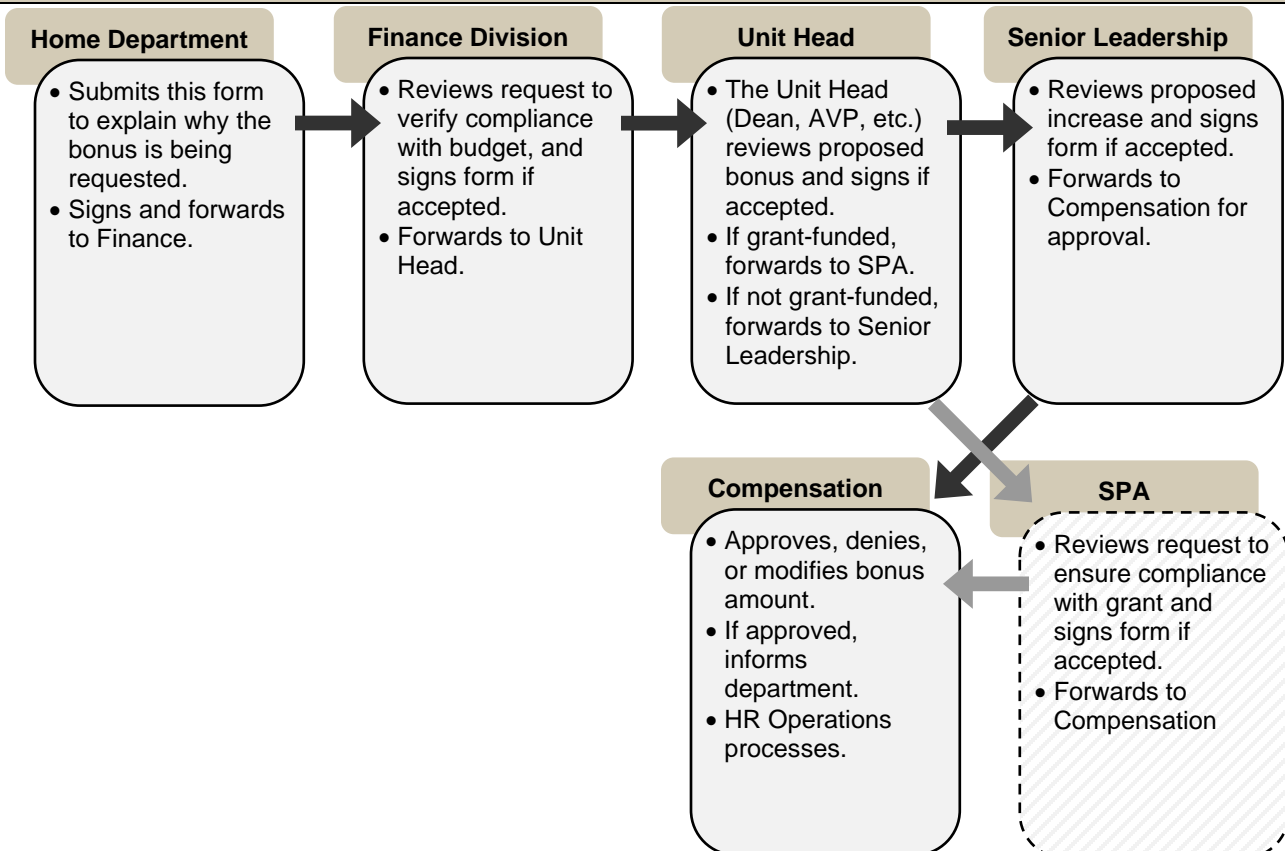 Home Department
• Submits this form
to explain why the
bonus is being
requested.
• Signs and forwards
to Finance.
Finance Division
• Reviews request to
verify compliance
with budget, and
signs form if
accepted.
• Forwards to Unit
Head.
Unit Head
• The Unit Head
(Dean, AVP, etc.)
reviews proposed
bonus and signs if
accepted.
• If grant-funded,
forwards to SPA.
• If not grant-funded,
forwards to Senior
Leadership.
Senior Leadership
• Reviews proposed
increase and signs
form if accepted.
• Forwards to
Compensation for
approval.
Compensation
• Approves, denies,
or modifies bonus
amount.
• If approved,
informs
department.
• HR Operations
processes.
SPA
• Reviews request to
ensure compliance
with grant and
signs form if
accepted.
• Forwards to
Compensation